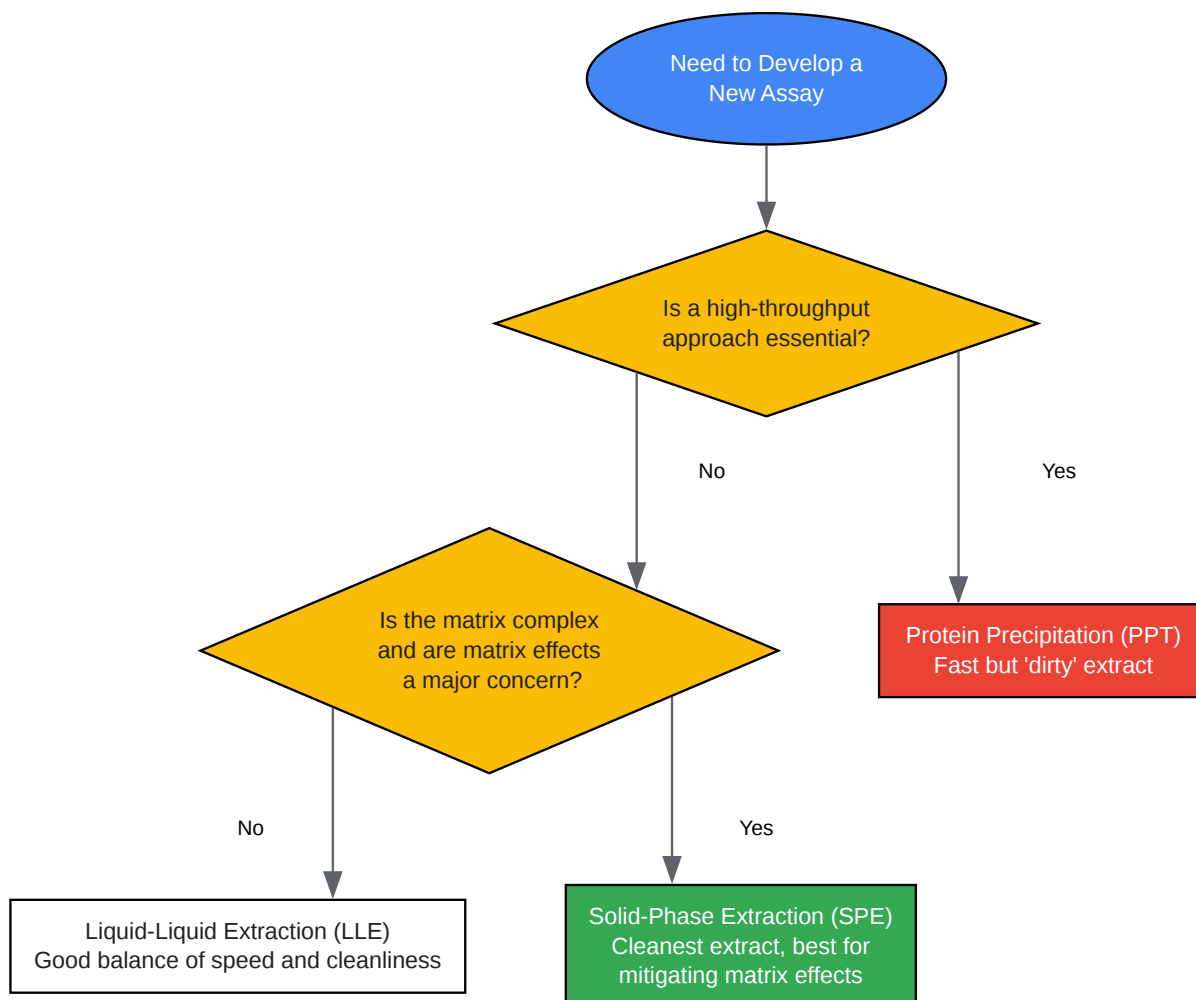 Need to Develop a
New Assay
Is a high-throughput
approach essential?
No
Yes
Is the matrix complex
and are matrix effects
a major concern?
Protein Precipitation (PPT)
Fast but 'dirty' extract
No
Yes
Liquid-Liquid Extraction (LLE)
Good balance of speed and cleanliness
Solid-Phase Extraction (SPE)
Cleanest extract, best for
mitigating matrix effects